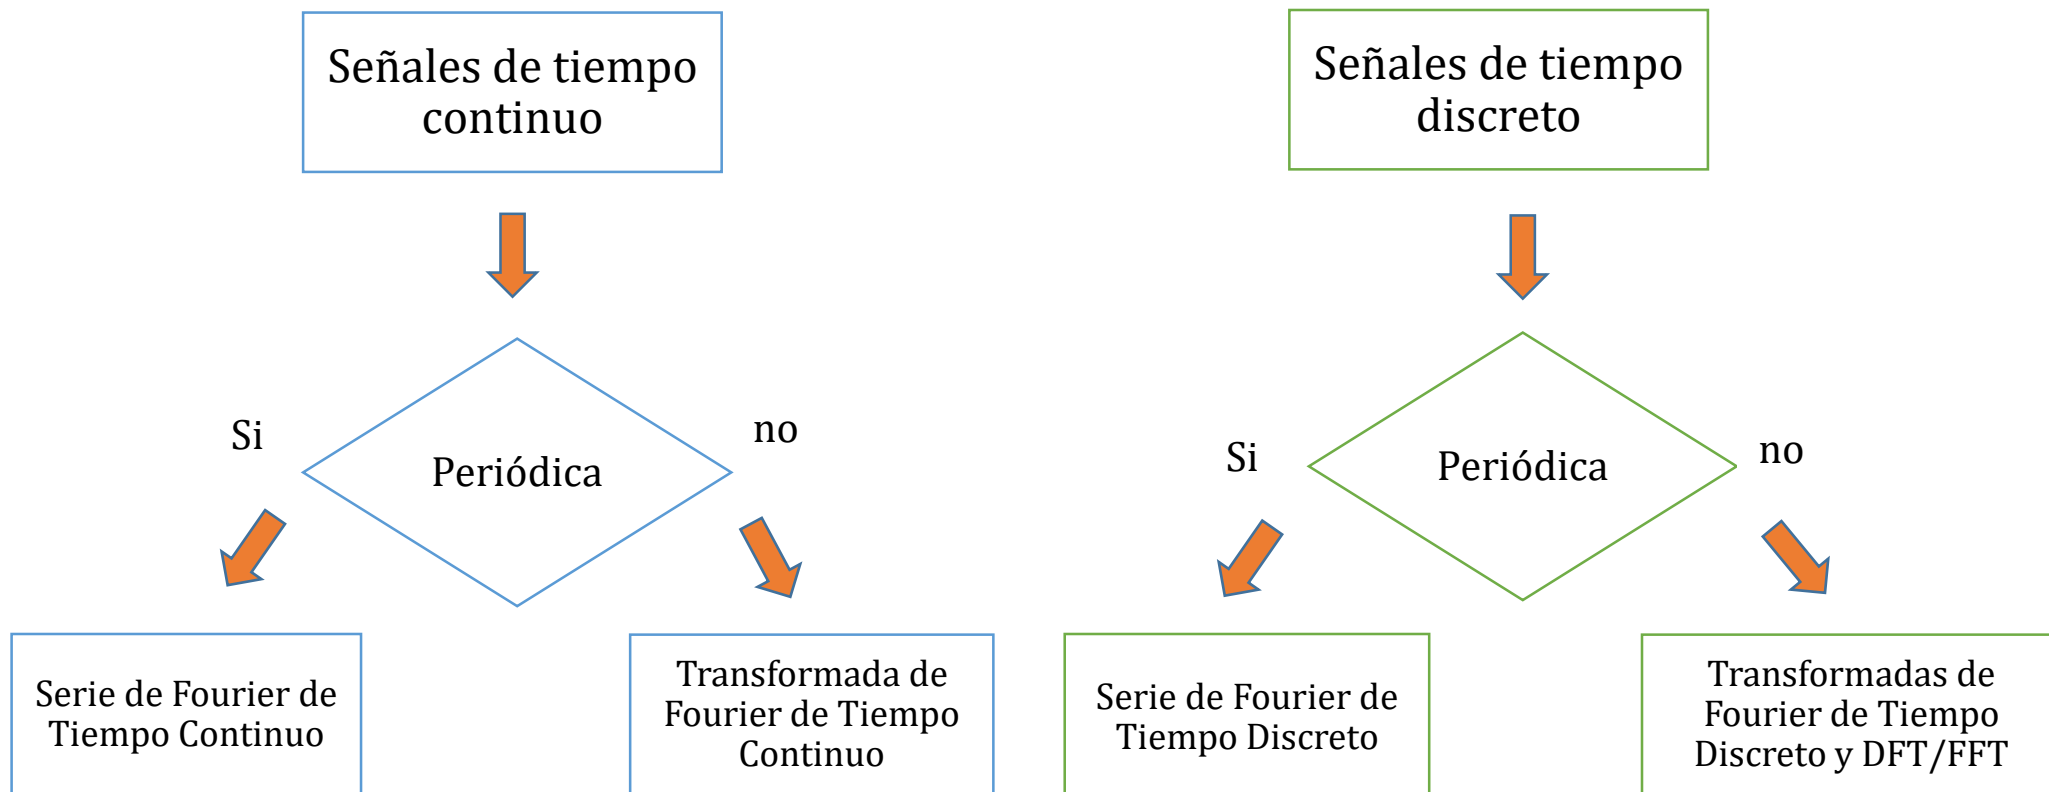 Señales de tiempo
continuo
Si
no
Periódica
Serie de Fourier de
Tiempo Continuo
Transformada de
Fourier de Tiempo
Continuo
Señales de tiempo
discreto
Si
no
Periódica
Serie de Fourier de
Tiempo Discreto
Transformadas de
Fourier de Tiempo
Discreto y DFT/FFT